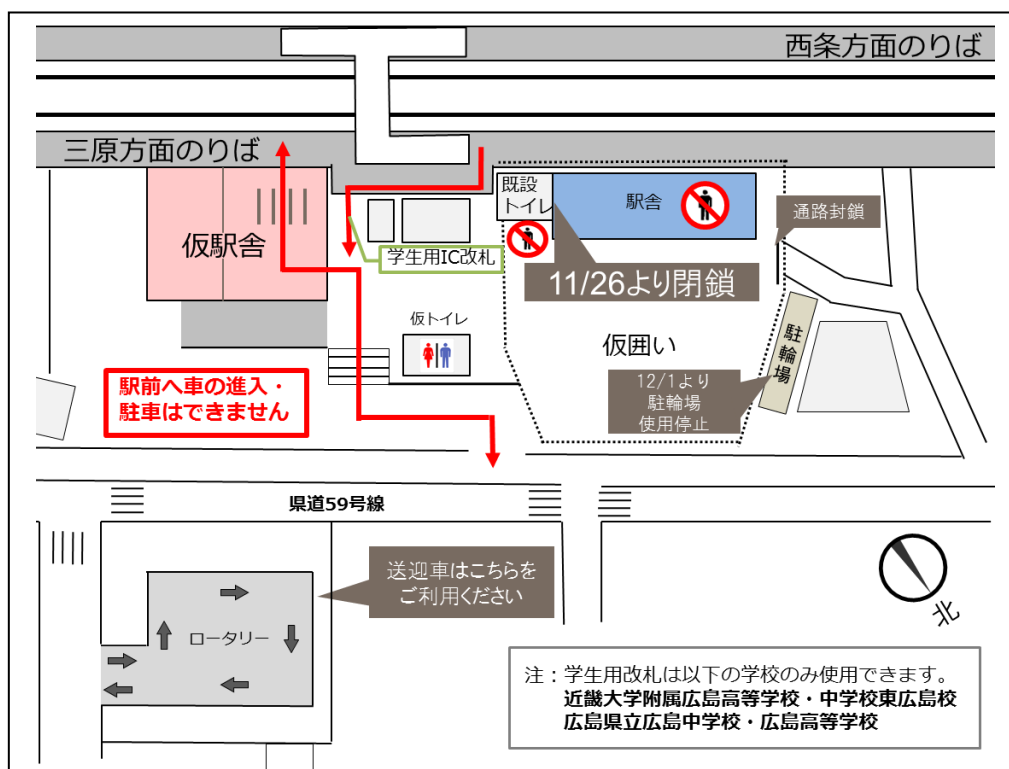 西条方面のりば
三原方面のりば
既設
トイレ
駅舎
通路封鎖
仮駅舎
学生用IC改札
11/26より閉鎖
仮トイレ
仮囲い
駐輪場
12/1より
駐輪場
使用停止
駅前へ車の進入・
駐車はできません
県道59号線
送迎車はこちらを
ご利用ください
ロータリー
北
注：学生用改札は以下の学校のみ使用できます。
近畿大学附属広島高等学校・中学校東広島校
広島県立広島中学校・広島高等学校